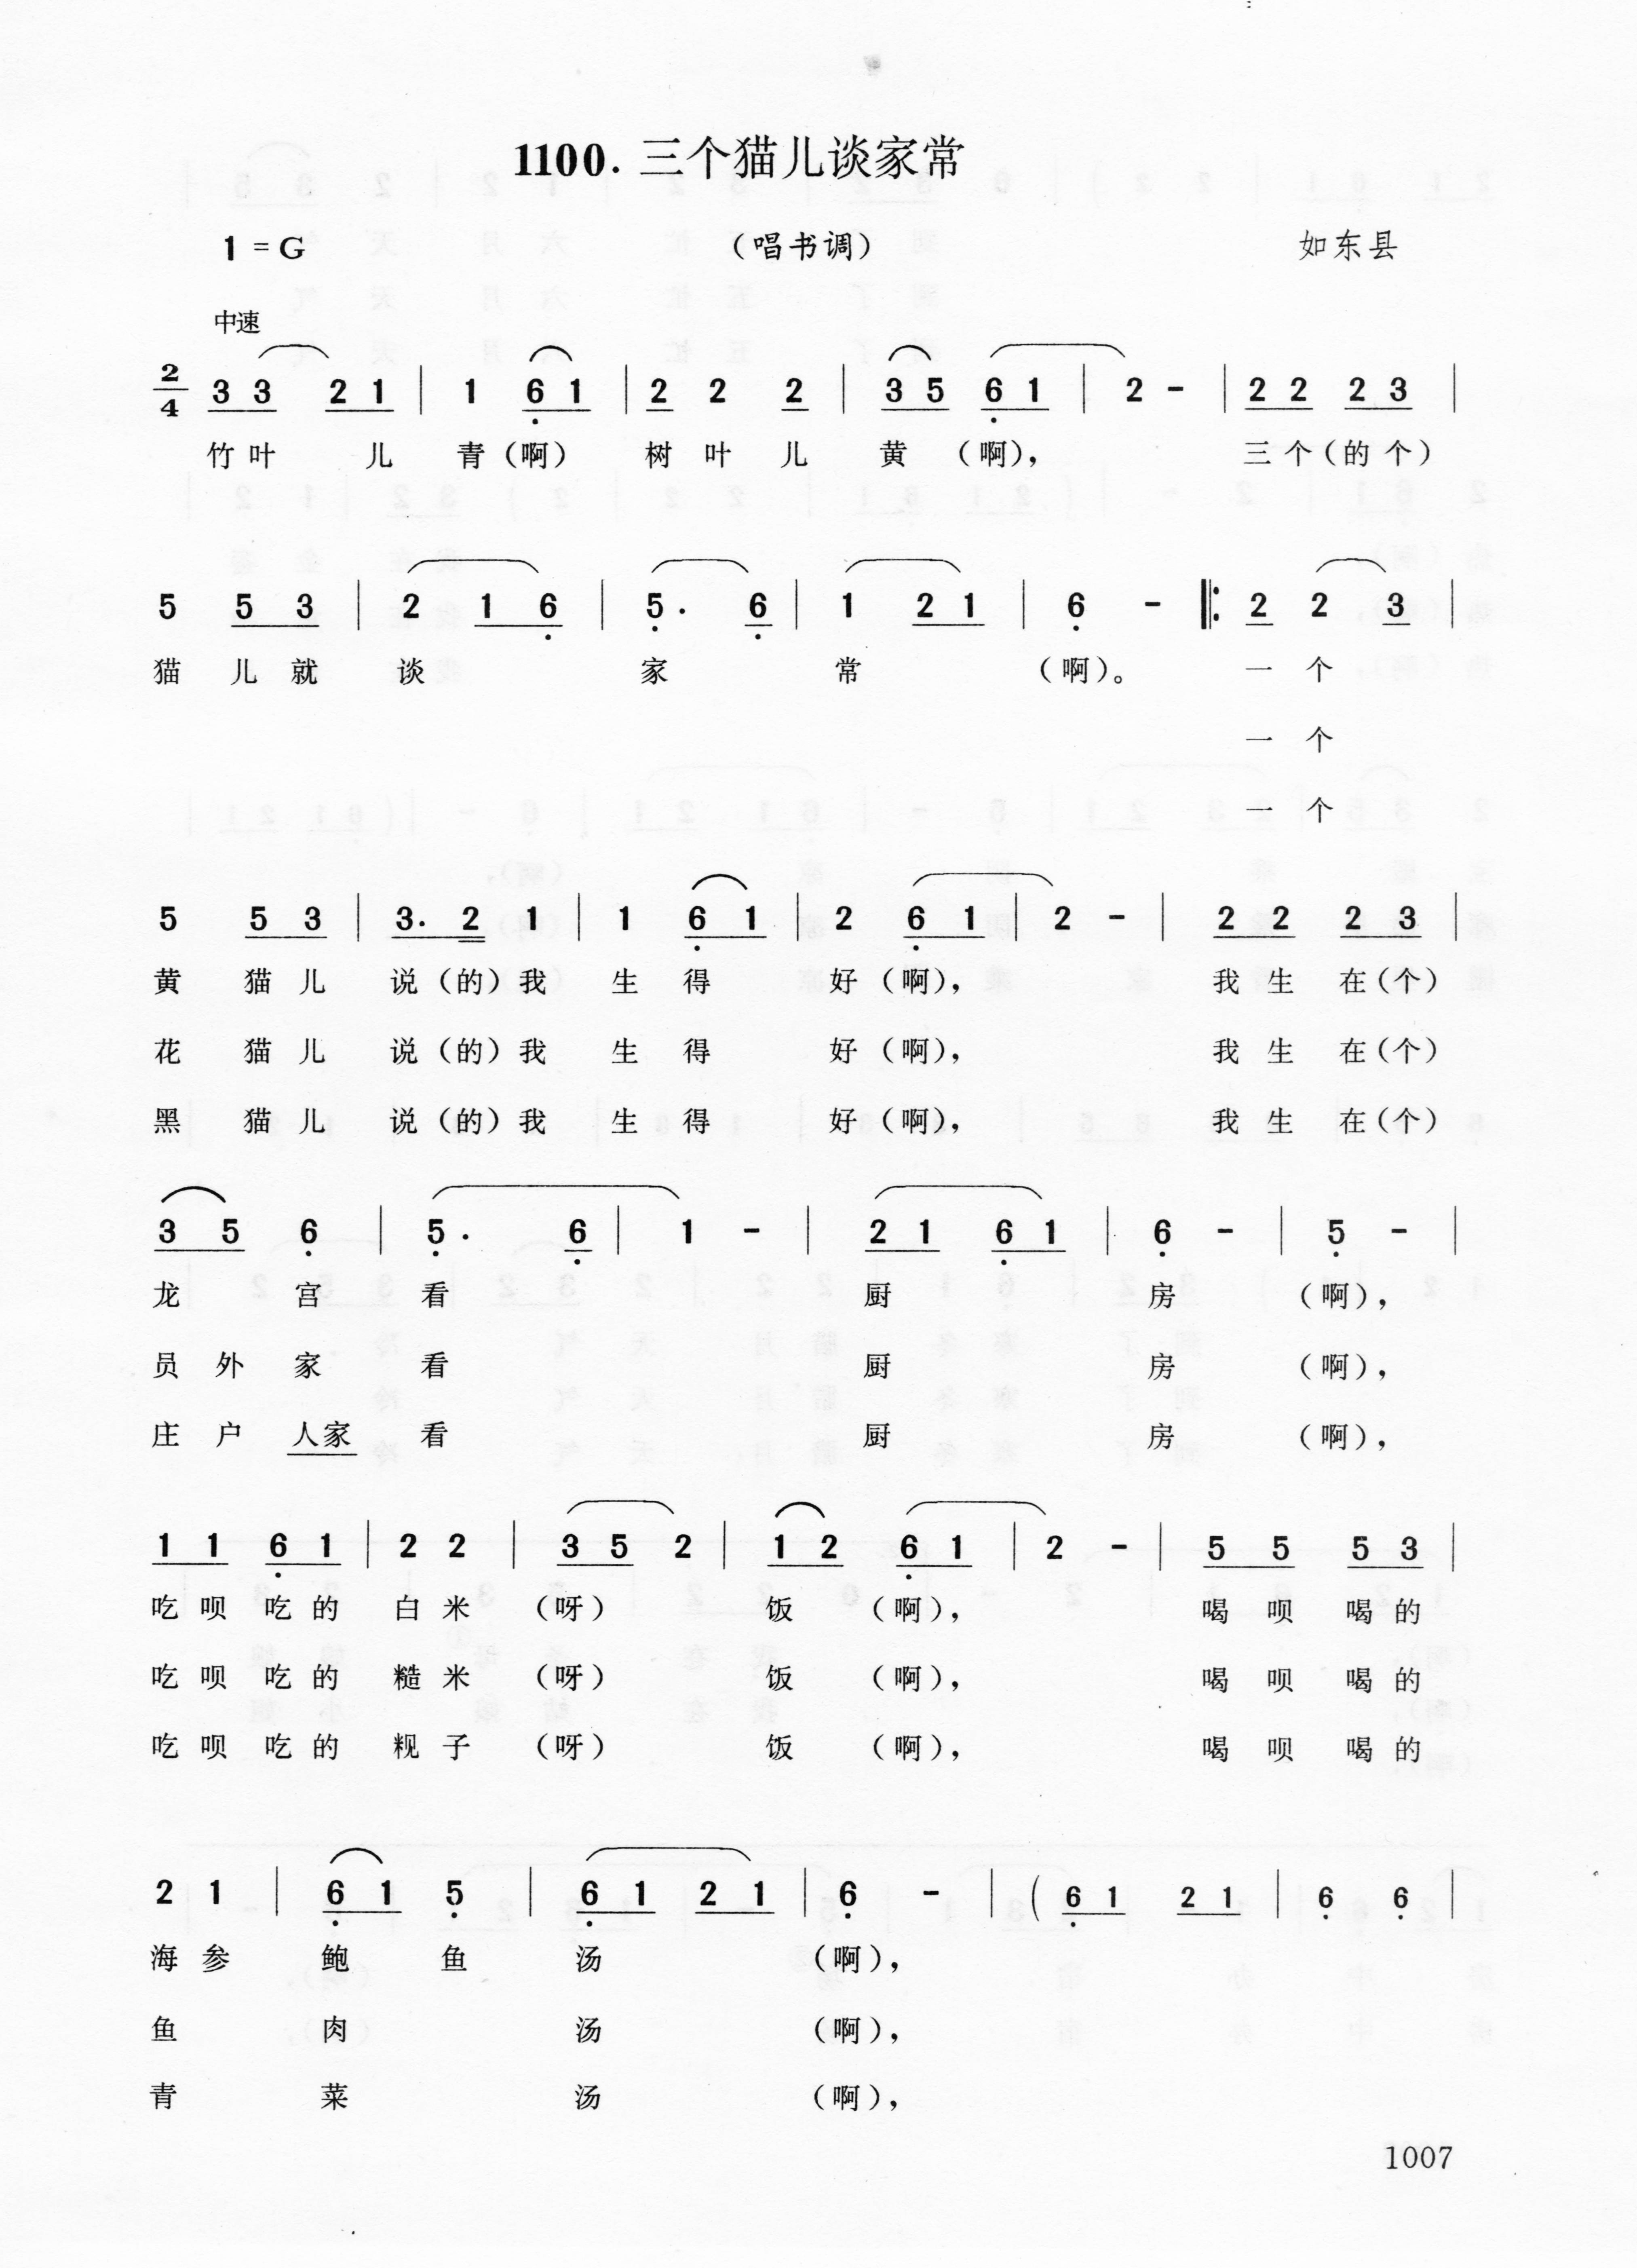 1100. 三个猫儿谈家常
1 = G （唱书调） 如东县
中速
2/4 3 3 2 1 | 1 6 1 | 2 2 2 | 3 5 6 1 | 2 - | 2 2 2 3 |
竹 叶 儿 青（啊） 树 叶 儿 黄 （啊）， 三 个（的 个）
5 5 3 | 2 1 6 | 5 . 6 | 1 2 1 | 6 - |: 2 2 3 |
猫 儿 就 谈 家 常 （啊）。 一 个
一 个
一 个
5 5 3 | 3. 2 1 | 1 6 1 | 2 6 1 | 2 - | 2 2 2 3 |
黄 猫 儿 说（的）我 生 得 好（啊）， 我 生 在（个）
花 猫 儿 说（的）我 生 得 好（啊）， 我 生 在（个）
黑 猫 儿 说（的）我 生 得 好（啊）， 我 生 在（个）
3 5 6 | 5 . 6 | 1 - | 2 1 6 1 | 6 - | 5 - |
龙 宫 看 厨 房 （啊），
员 外 家 看 厨 房 （啊），
庄 户 人家 看 厨 房 （啊），
1 1 6 1 | 2 2 | 3 5 2 | 1 2 6 1 | 2 - | 5 5 5 3 |
吃 呗 吃 的 白 米 （呀） 饭 （啊）， 喝 呗 喝 的
吃 呗 吃 的 糙 米 （呀） 饭 （啊）， 喝 呗 喝 的
吃 呗 吃 的 粯 子 （呀） 饭 （啊）， 喝 呗 喝 的
2 1 | 6 1 5 | 6 1 2 1 | 6 - | ( 6 1 2 1 | 6 6 |
海 参 鲍 鱼 汤 （啊），
鱼 肉 汤 （啊），
青 菜 汤 （啊），
1007